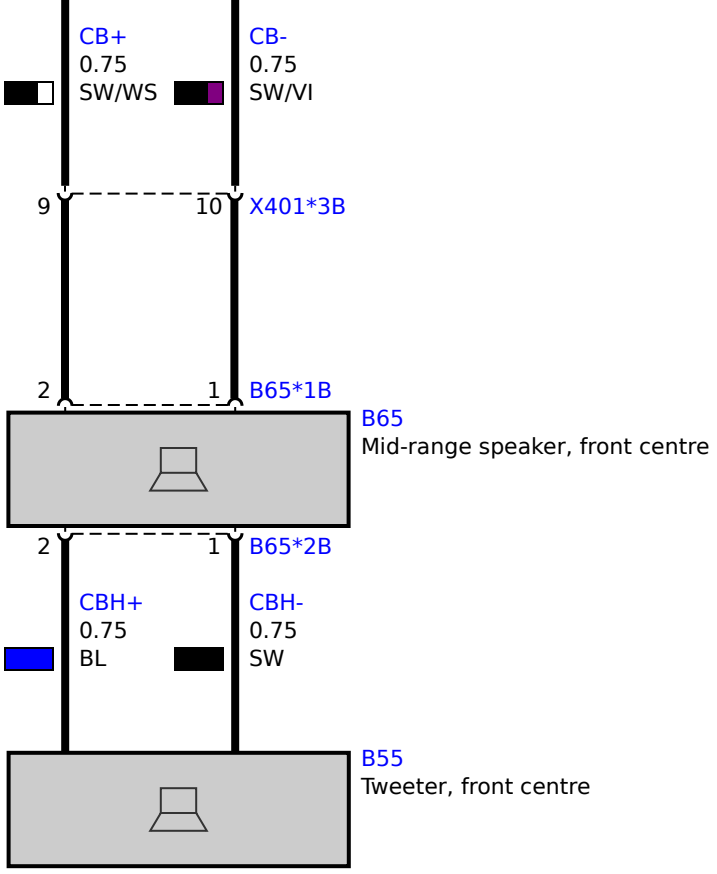 CB+
0.75
SW/WS
CB-
0.75
SW/VI
9
10
X401*3B
2
1
B65*1B
B65
Mid-range speaker, front centre
2
1
B65*2B
CBH+
0.75
BL
CBH-
0.75
SW
B55
Tweeter, front centre